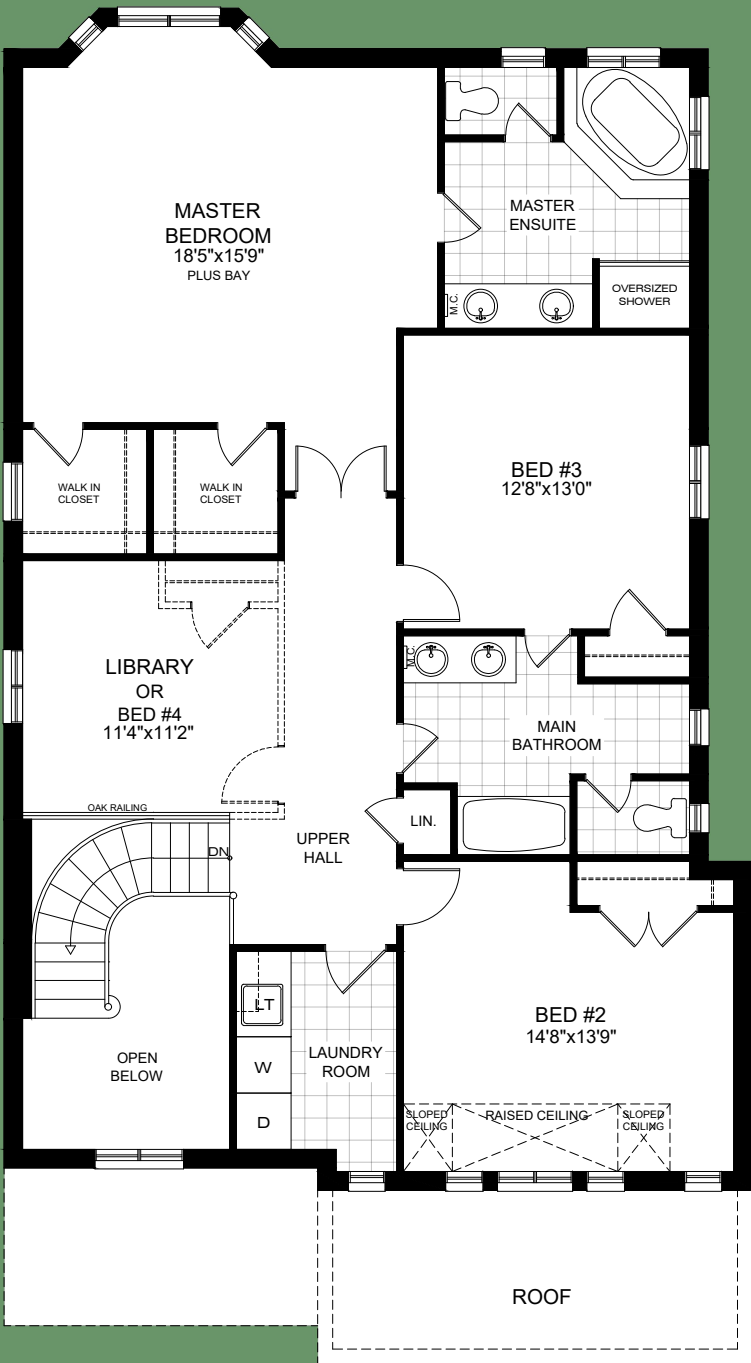 MASTER
BEDROOM
18'5"x15'9"
PLUS BAY
MASTER
ENSUITE
M.C.
OVERSIZED
SHOWER
WALK IN
CLOSET
WALK IN
CLOSET
BED #3
12'8"x13'0"
LIBRARY
OR
BED #4
11'4"x11'2"
M.C.
MAIN
BATHROOM
OAK RAILING
LIN.
UPPER
HALL
DN
LT
W
D
LAUNDRY
ROOM
OPEN
BELOW
BED #2
14'8"x13'9"
SLOPED
CEILING
RAISED CEILING
SLOPED
CEILING
ROOF